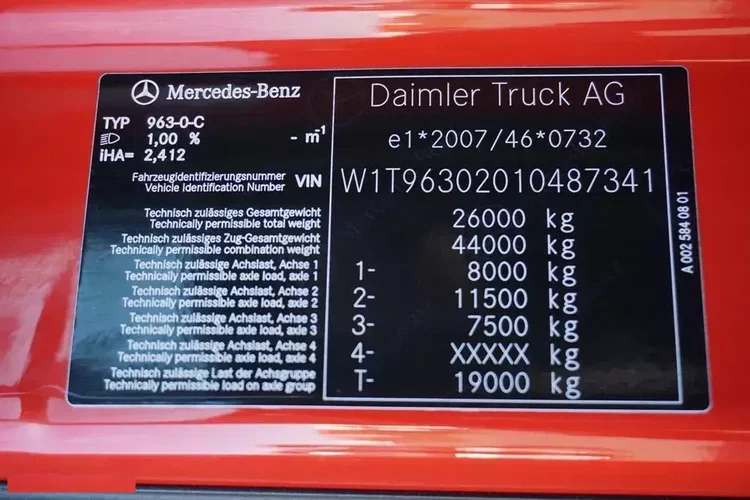 Mercedes-Benz
Daimler Truck AG
TYP 963-0-C
1,00 % - m⁻¹
iHA= 2,412
e1*2007/46*0732
Fahrzeugidentifizierungsnummer
Vehicle Identification Number VIN W1T96302010487341
Technisch zulässiges Gesamtgewicht
Technically permissible total weight 26000 kg
Technisch zulässiges Zug-Gesamtgewicht
Technically permissible combination weight 44000 kg
Technisch zulässige Achslast, Achse 1
Technically permissible axle load, axle 1 1- 8000 kg
Technisch zulässige Achslast, Achse 2
Technically permissible axle load, axle 2 2- 11500 kg
Technisch zulässige Achslast, Achse 3
Technically permissible axle load, axle 3 3- 7500 kg
Technisch zulässige Achslast, Achse 4
Technically permissible axle load, axle 4 4- XXXXX kg
Technisch zulässige Last der Achsgruppe
Technically permissible load on axle group T- 19000 kg
A 002 584 08 01